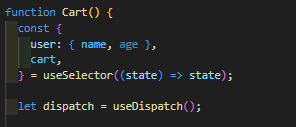 function Cart() {
const {
user: { name, age },
cart,
} = useSelector((state) => state);
let dispatch = useDispatch();